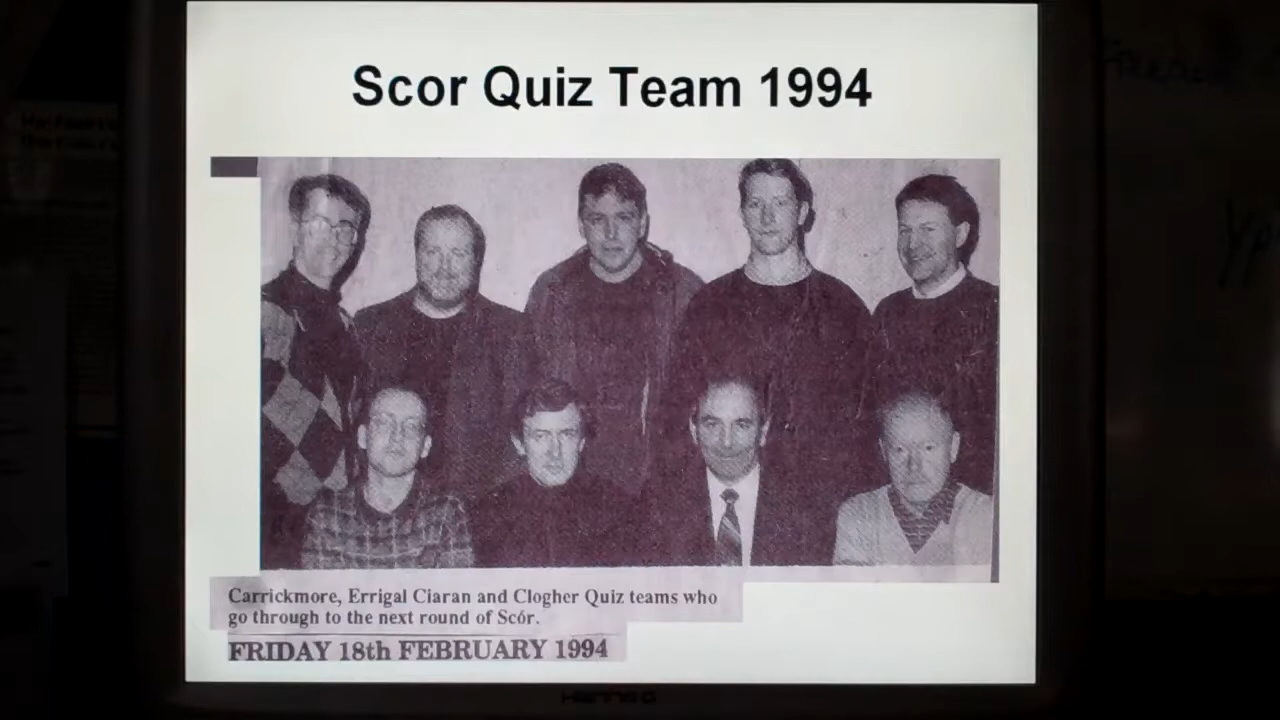 Scor Quiz Team 1994
Carrickmore, Errigal Ciaran and Clogher Quiz teams who
go through to the next round of Scór.
FRIDAY 18th FEBRUARY 1994